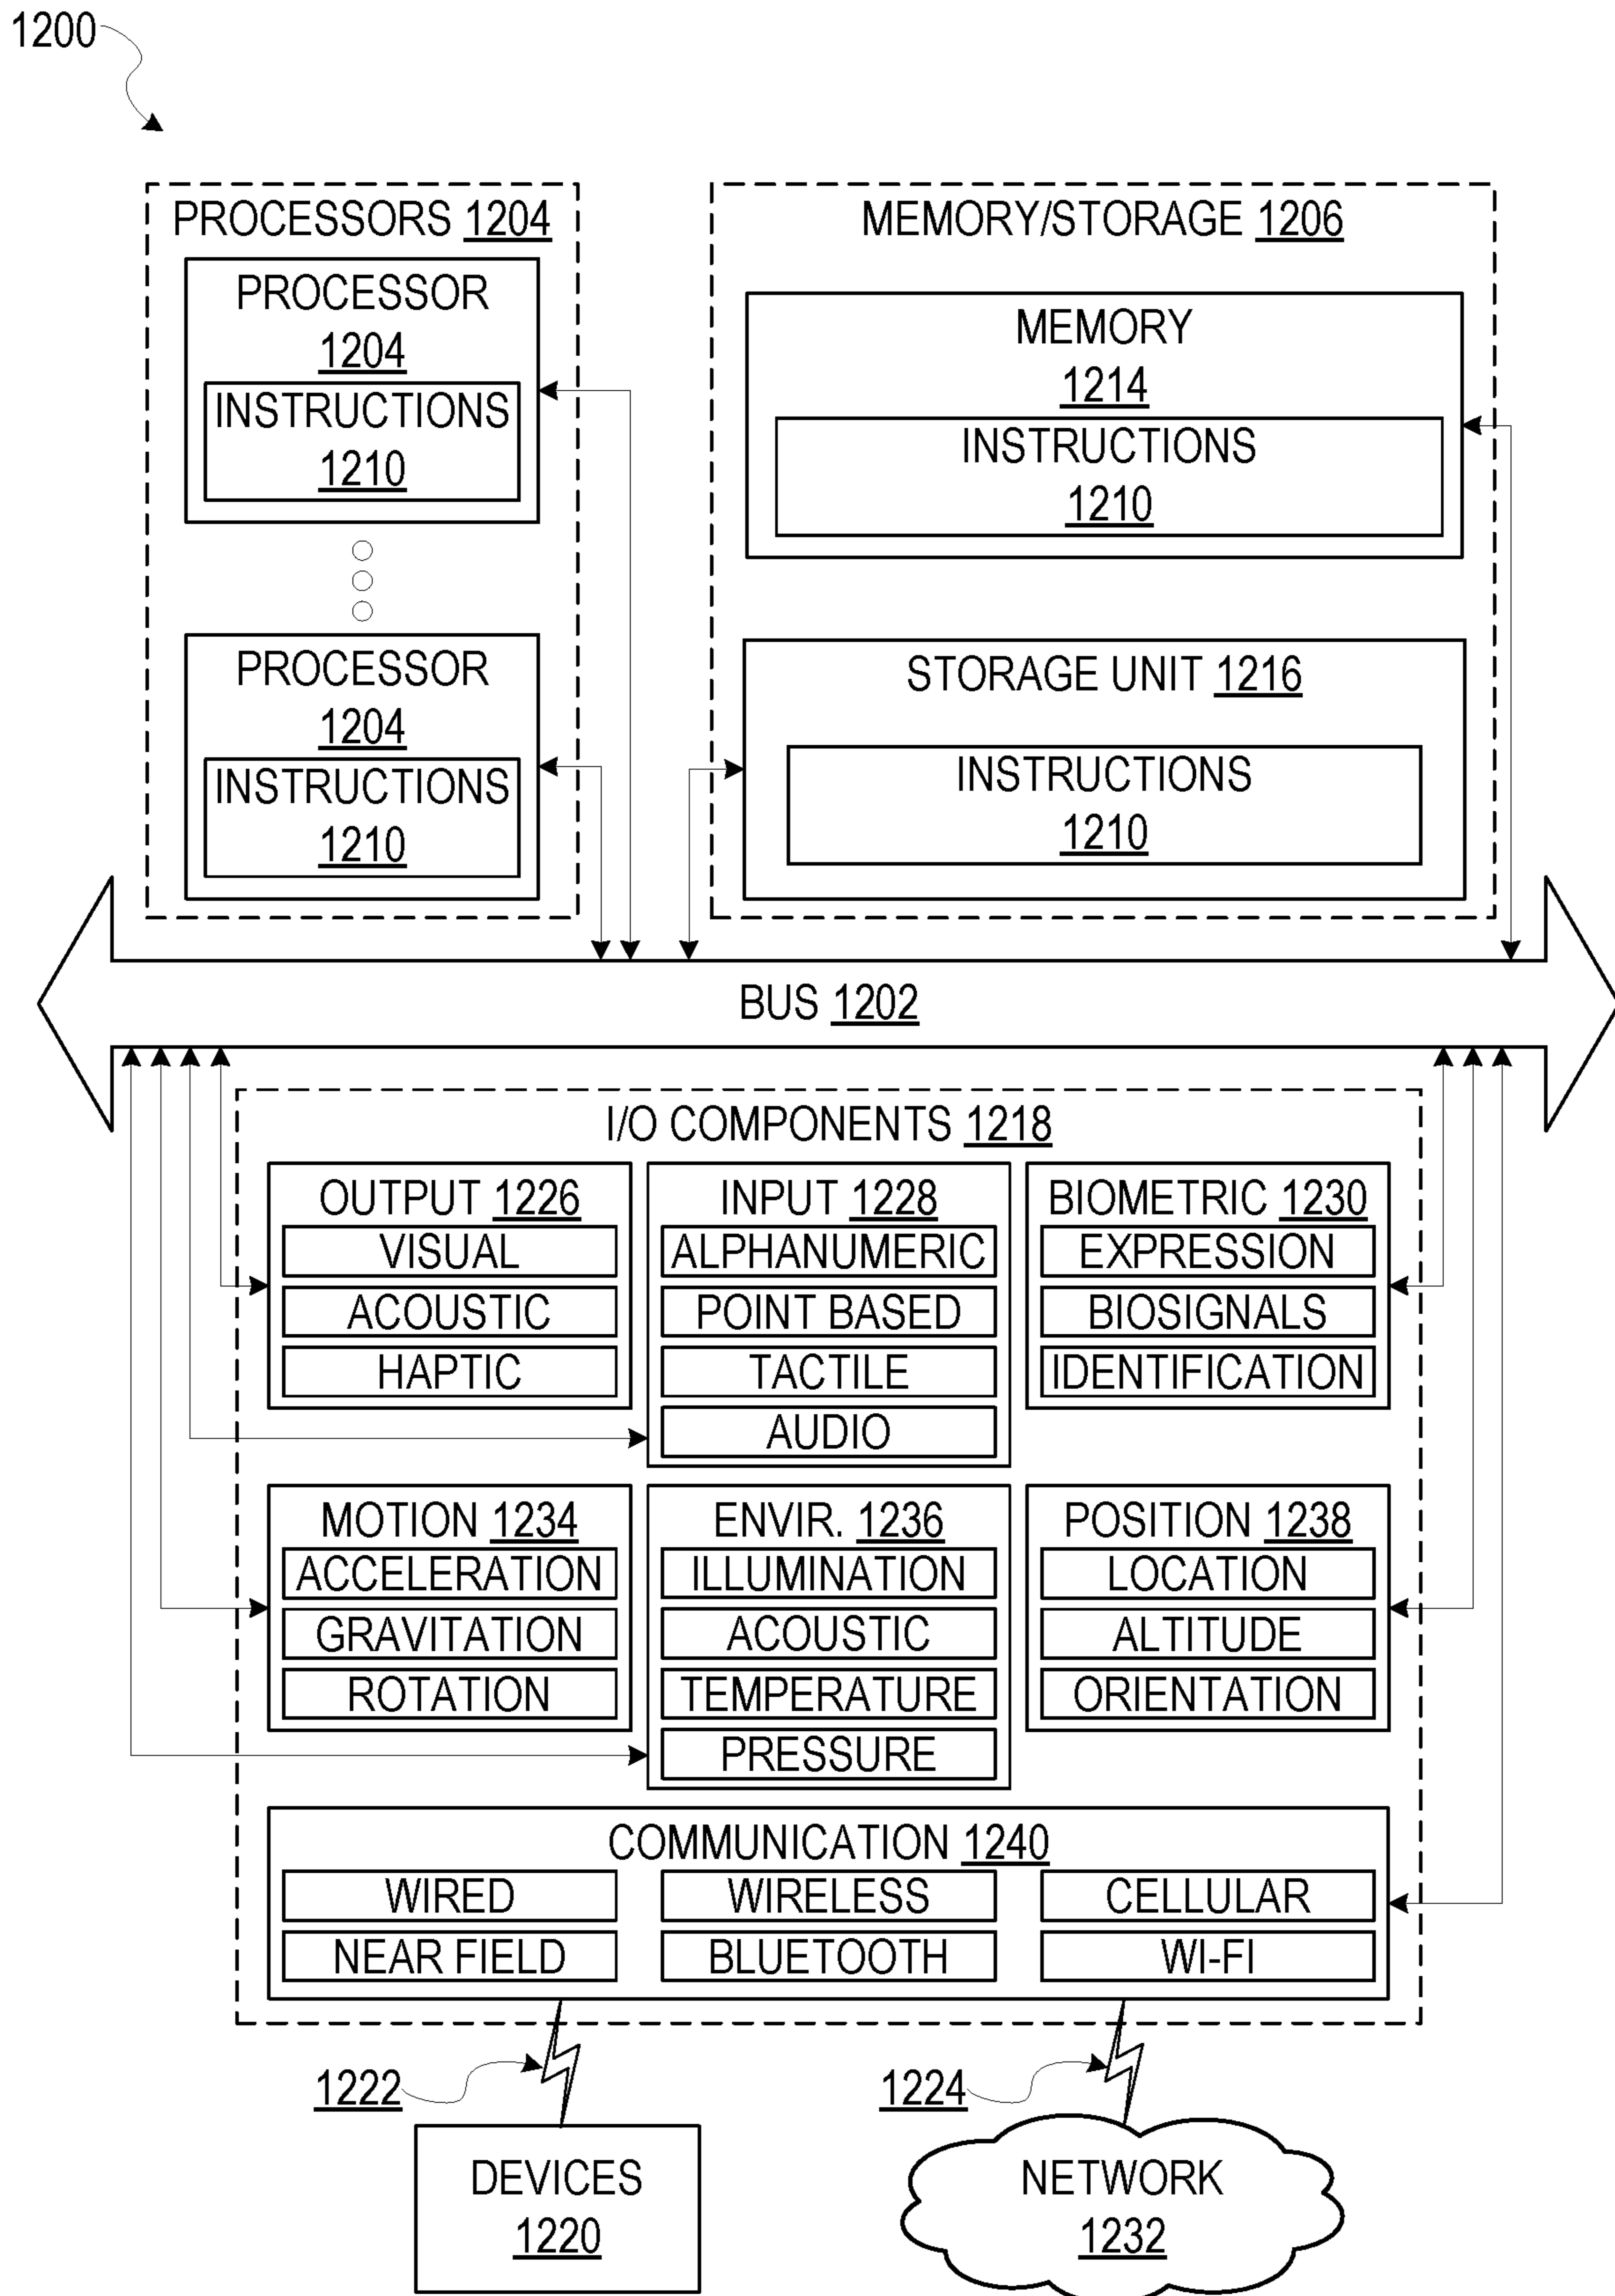 1200
PROCESSORS 1204
PROCESSOR
1204
INSTRUCTIONS
1210
PROCESSOR
1204
INSTRUCTIONS
1210
MEMORY/STORAGE 1206
MEMORY
1214
INSTRUCTIONS
1210
STORAGE UNIT 1216
INSTRUCTIONS
1210
BUS 1202
I/O COMPONENTS 1218
OUTPUT 1226
VISUAL
ACOUSTIC
HAPTIC
INPUT 1228
ALPHANUMERIC
POINT BASED
TACTILE
AUDIO
BIOMETRIC 1230
EXPRESSION
BIOSIGNALS
IDENTIFICATION
MOTION 1234
ACCELERATION
GRAVITATION
ROTATION
ENVIR. 1236
ILLUMINATION
ACOUSTIC
TEMPERATURE
PRESSURE
POSITION 1238
LOCATION
ALTITUDE
ORIENTATION
COMMUNICATION 1240
WIRED
WIRELESS
CELLULAR
NEAR FIELD
BLUETOOTH
WI-FI
1222
1224
DEVICES
1220
NETWORK
1232